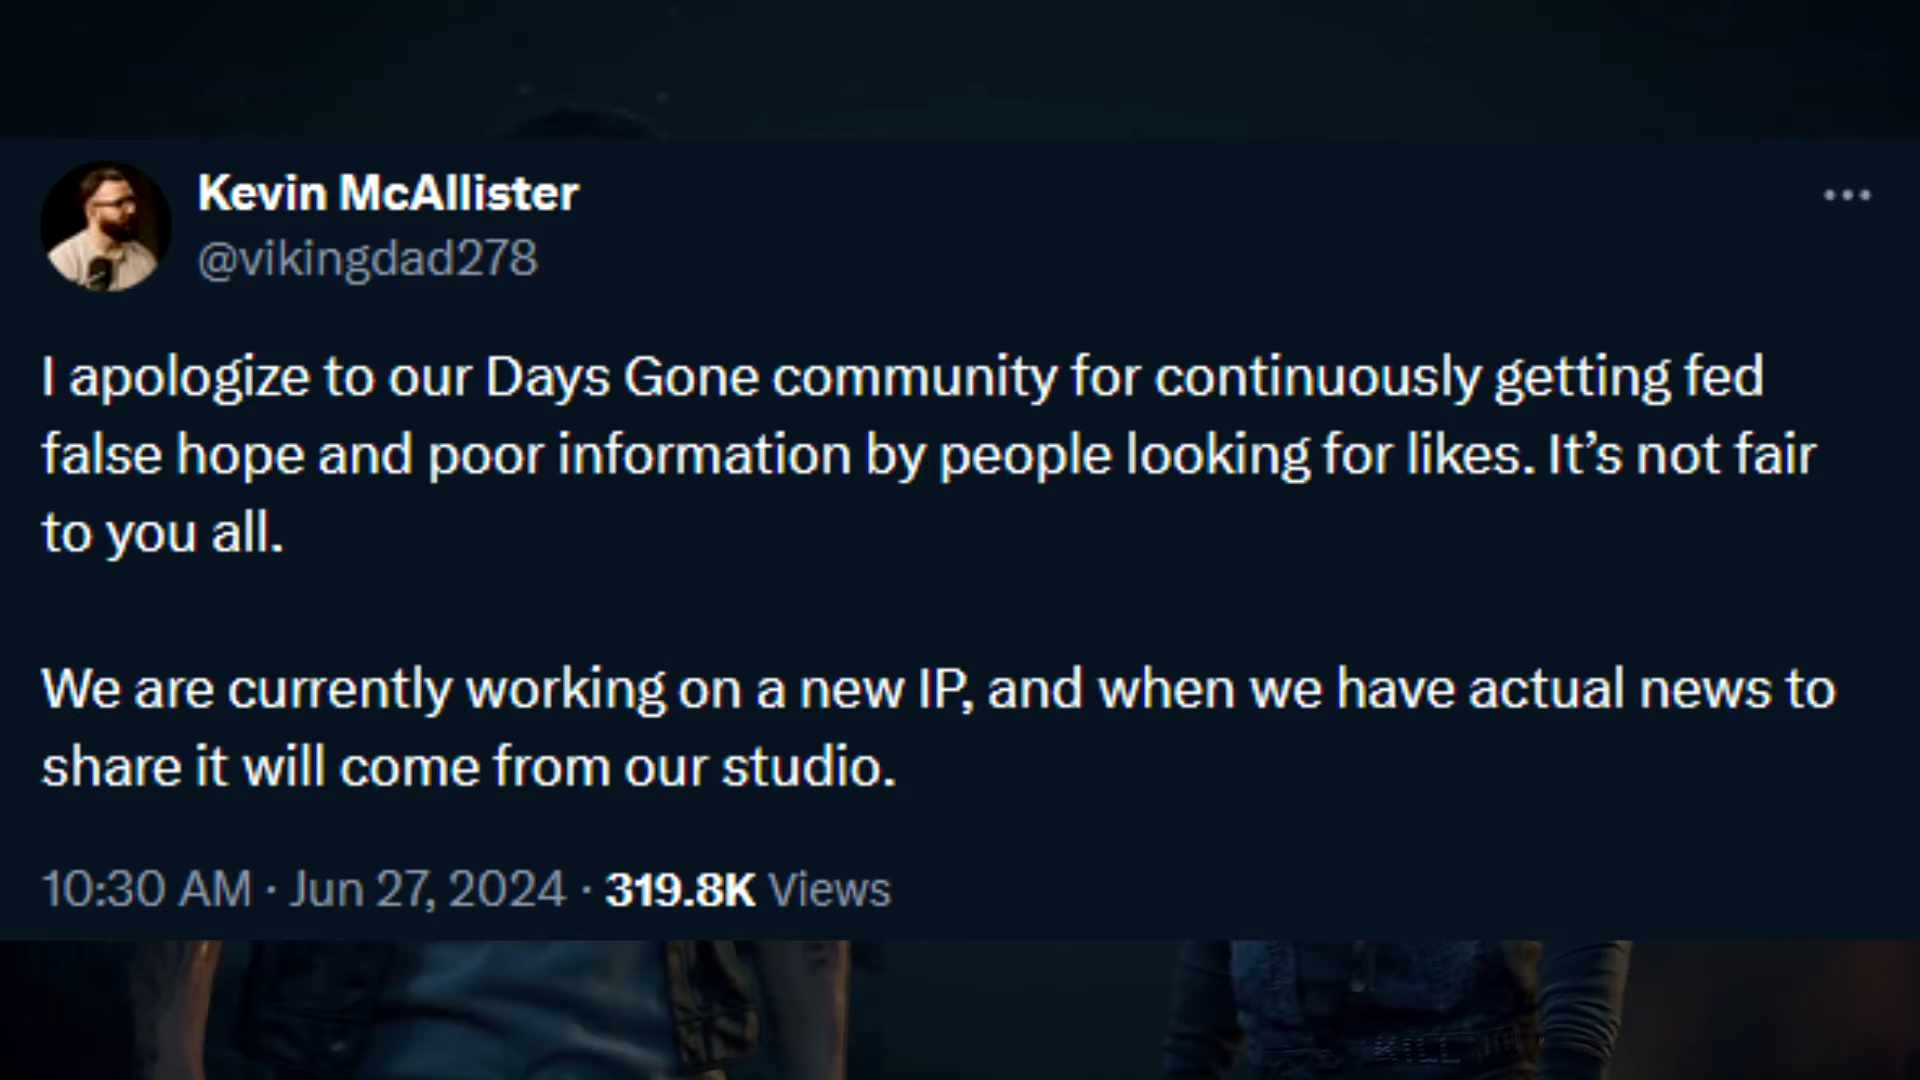 Kevin McAllister
@vikingdad278
I apologize to our Days Gone community for continuously getting fed
false hope and poor information by people looking for likes. It’s not fair
to you all.
We are currently working on a new IP, and when we have actual news to
share it will come from our studio.
10:30 AM · Jun 27, 2024 · 319.8K Views
KILL